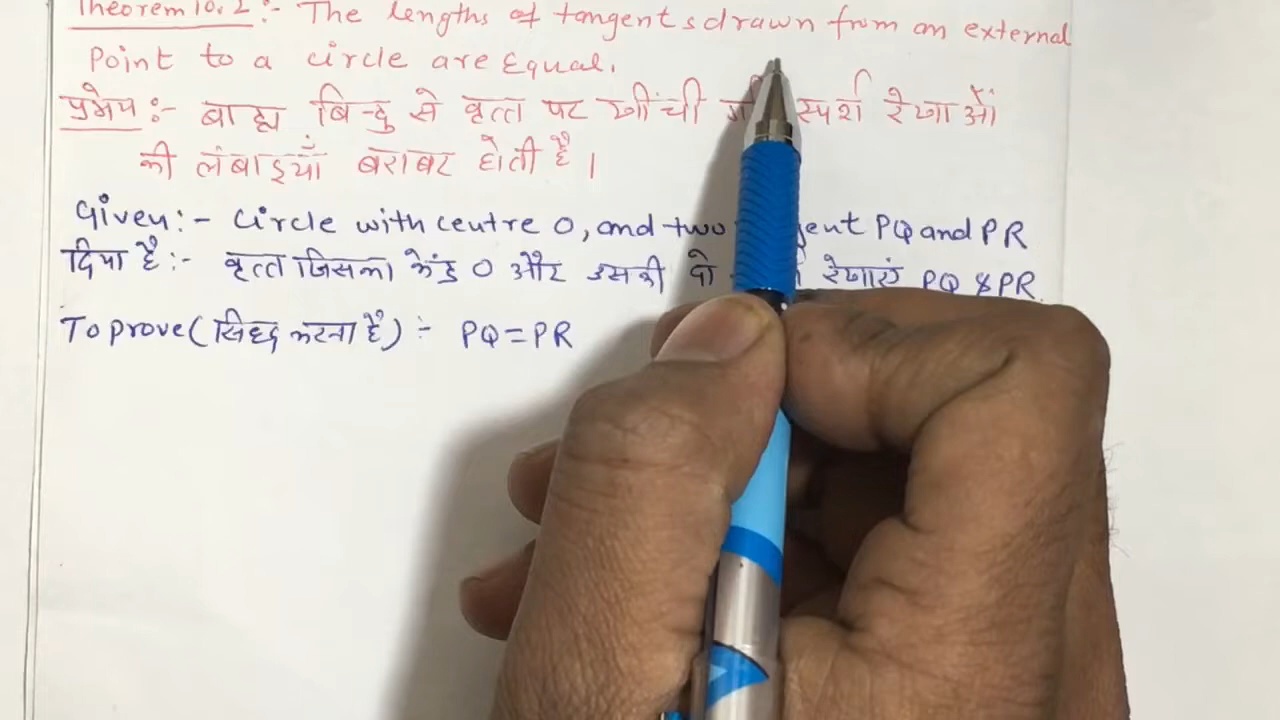 Theorem 10.2:- The lengths of tangents drawn from an external
Point to a circle are Equal.
प्रमेय:- बाह्य बिन्दु से वृत्त पर खींची स्पर्श रेखाओं
की लंबाइयाँ बराबर होती है।
Given:- Circle with centre O, and two PQ and PR
दिया है:- वृत्त जिसका केंद्र O और उसकी दो रेखाएं PQ & PR.
To prove (सिद्ध करना है):- PQ = PR